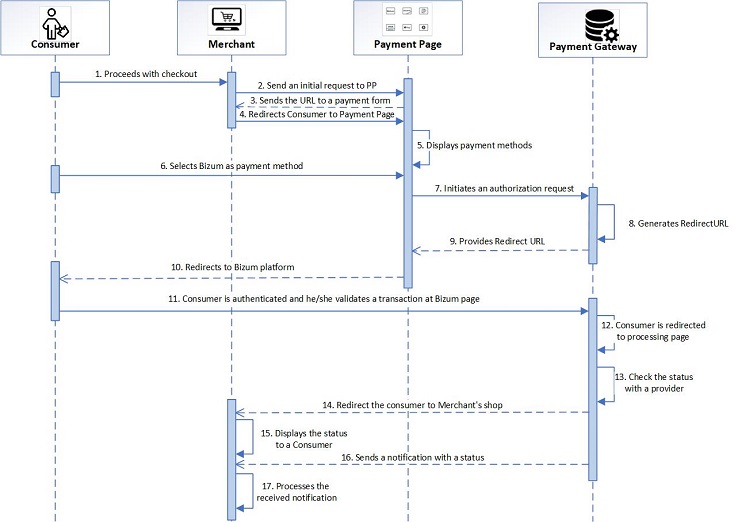 Consumer
Merchant
Payment Page
Payment Gateway
1. Proceeds with checkout
2. Send an initial request to PP
3. Sends the URL to a payment form
4. Redirects Consumer to Payment Page
5. Displays payment methods
6. Selects Bizum as payment method
7. Initiates an authorization request
8. Generates RedirectURL
9. Provides Redirect URL
10. Redirects to Bizum platform
11. Consumer is authenticated and he/she validates a transaction at Bizum page
12. Consumer is redirected
to processing page
13. Check the status
with a provider
14. Redirect the consumer to Merchant's shop
15. Displays the status
to a Consumer
16. Sends a notification with a status
17. Processes the
received notification